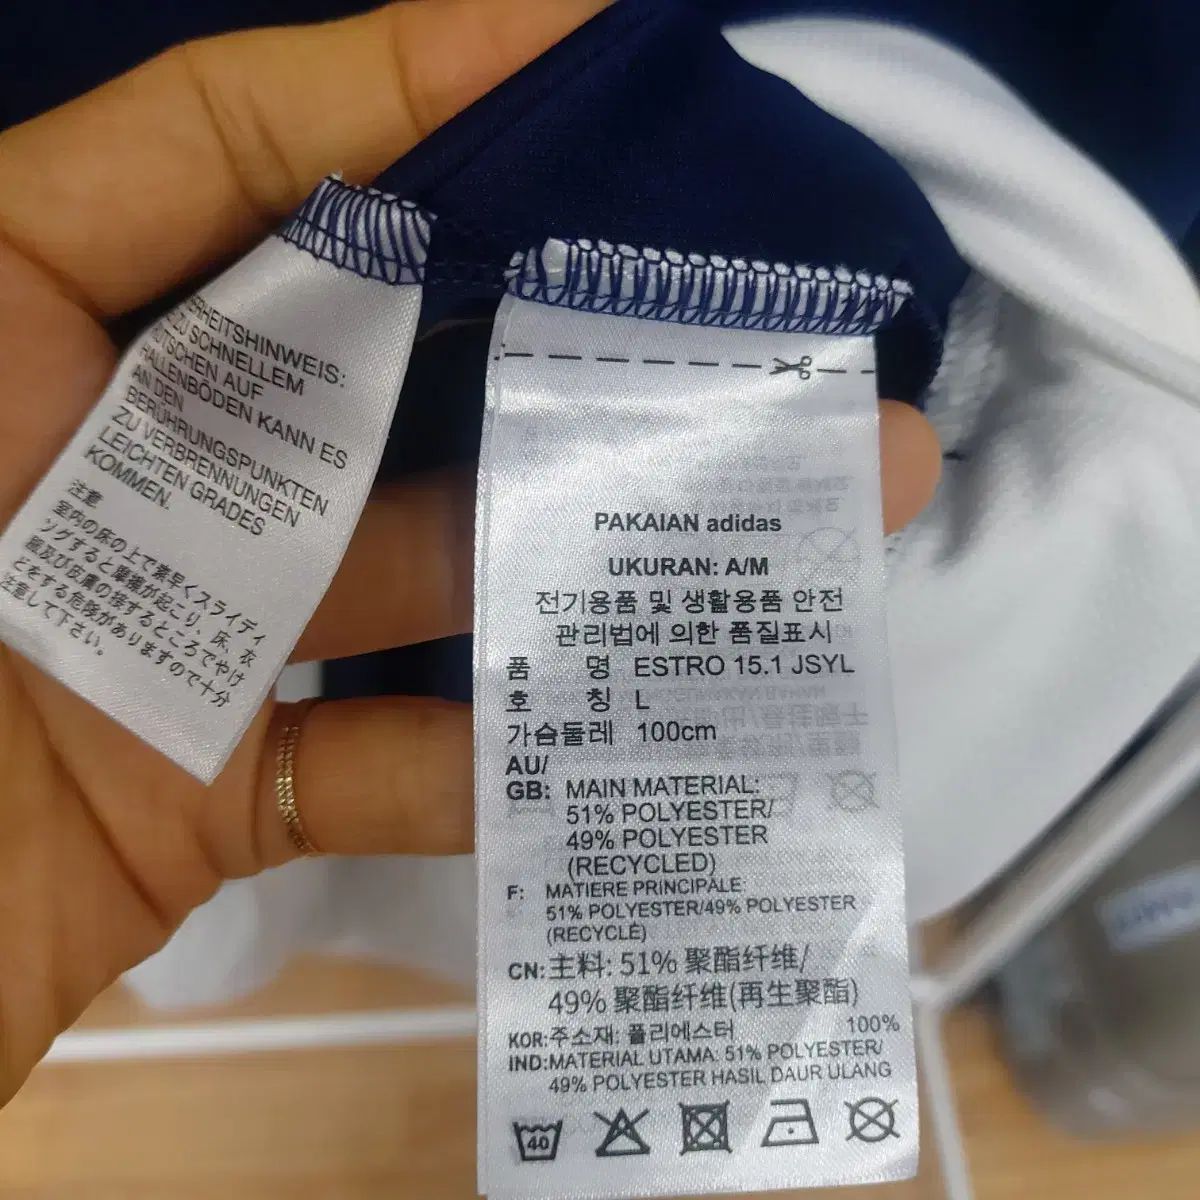 HEITSHINWEIS:
ZU SCHNELLEM
UTSCHEN AUF
HALLENBÖDEN KANN ES
AN DEN
BERÜHRUNGSPUNKTEN
ZU VERBRENNUNGEN
LEICHTEN GRADES
KOMMEN.
注意
室内の床の上で素早くスライディ
ングすると摩擦が起こり、床、衣
服及び皮膚の接するところでやけ
どをする危険がありますので十分
注意して下さい。
PAKAIAN adidas
UKURAN: A/M
전기용품 및 생활용품 안전
관리법에 의한 품질표시
품 명 ESTRO 15.1 JSYL
호 칭 L
가슴둘레 100cm
AU/
GB: MAIN MATERIAL:
51% POLYESTER/
49% POLYESTER
(RECYCLED)
F: MATIERE PRINCIPALE:
51% POLYESTER/49% POLYESTER
(RECYCLÉ)
CN:主料: 51% 聚酯纤维/
49% 聚酯纤维(再生聚酯)
KOR:주소재: 폴리에스터 100%
IND:MATERIAL UTAMA: 51% POLYESTER/
49% POLYESTER HASIL DAUR ULANG
40